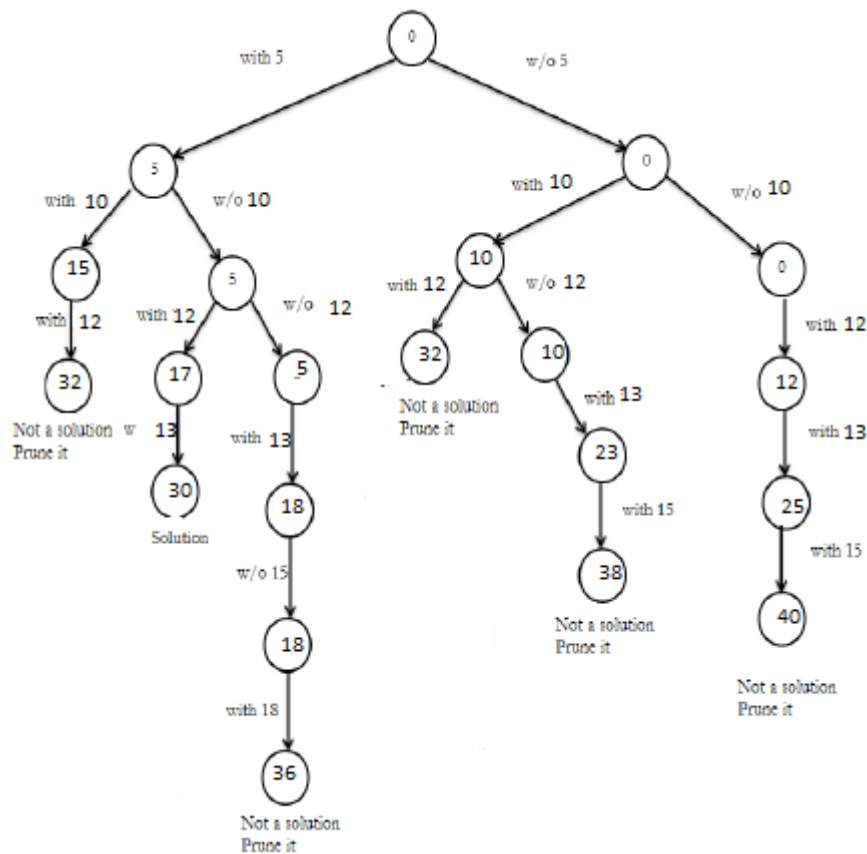 0
with 5
w/o 5
5
0
with 10
w/o 10
with 10
w/o 10
15
5
10
0
with 12
with 12
w/o 12
with 12
w/o 12
with 12
32
17
5
32
10
12
Not a solution
Prune it
w 13
with 13
Not a solution
Prune it
with 13
with 13
30
18
23
25
Solution
w/o 15
with 15
with 15
18
38
40
Not a solution
Prune it
with 18
Not a solution
Prune it
36
Not a solution
Prune it